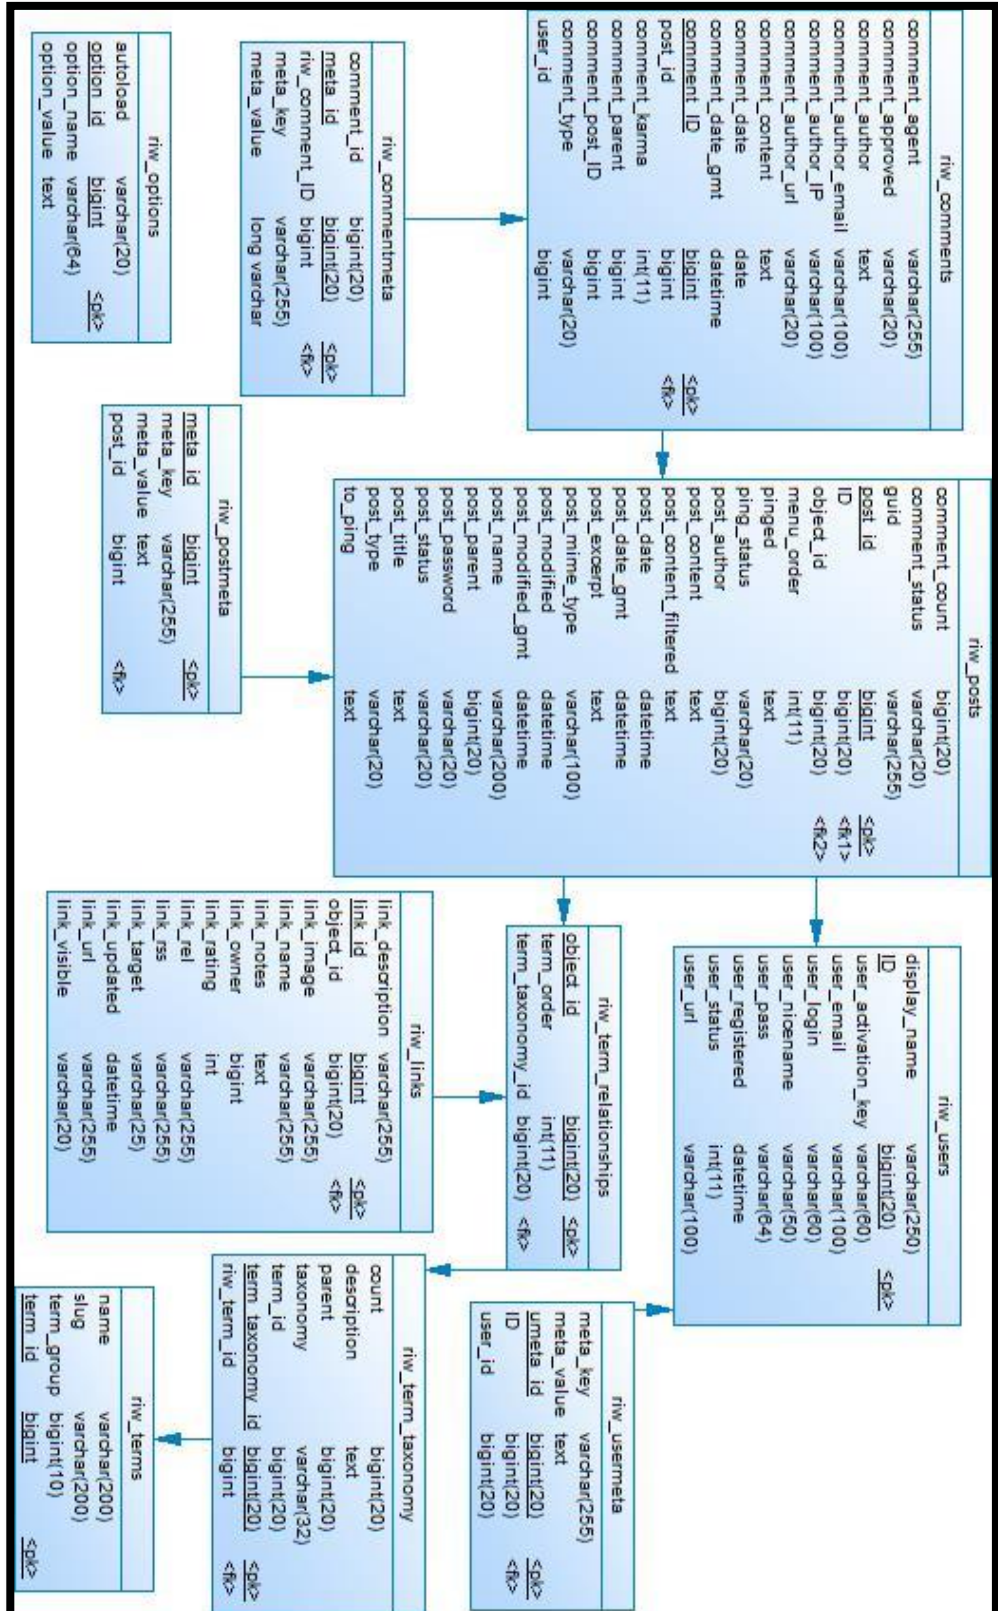 riw_comments
comment_agent varchar(255)
comment_approved varchar(20)
comment_author text
comment_author_email varchar(100)
comment_author_IP varchar(100)
comment_author_url varchar(20)
comment_content text
comment_date date
comment_date_gmt datetime
comment_ID bigint <pk>
post_id bigint <fk>
comment_karma int(11)
comment_parent bigint
comment_post_ID bigint
comment_type varchar(20)
user_id bigint
riw_posts
comment_count bigint(20)
comment_status varchar(20)
guid varchar(255)
post_id bigint <pk>
ID bigint(20) <fk1>
object_id bigint(20) <fk2>
menu_order int(11)
pinged text
ping_status varchar(20)
post_author bigint(20)
post_content text
post_content_filtered text
post_date datetime
post_date_gmt datetime
post_excerpt text
post_mime_type varchar(100)
post_modified datetime
post_modified_gmt datetime
post_name varchar(200)
post_parent bigint(20)
post_password varchar(20)
post_status varchar(20)
post_title text
post_type varchar(20)
to_ping text
riw_users
display_name varchar(250)
ID bigint(20) <pk>
user_activation_key varchar(60)
user_email varchar(100)
user_login varchar(60)
user_nicename varchar(50)
user_pass varchar(64)
user_registered datetime
user_status int(11)
user_url varchar(100)
riw_commentmeta
comment_id bigint(20)
meta_id bigint(20) <pk>
riw_comment_ID bigint <fk>
meta_key varchar(255)
meta_value long varchar
riw_term_relationships
object_id bigint(20) <pk>
term_order int(11)
term_taxonomy_id bigint(20) <fk>
riw_usermeta
meta_key varchar(255)
meta_value text
umeta_id bigint(20) <pk>
ID bigint(20) <fk>
user_id bigint(20)
riw_options
autoload varchar(20)
option_id bigint <pk>
option_name varchar(64)
option_value text
riw_postmeta
meta_id bigint <pk>
meta_key varchar(255)
meta_value text
post_id bigint <fk>
riw_links
link_description varchar(255)
link_id bigint <pk>
object_id bigint(20) <fk>
link_image varchar(255)
link_name varchar(255)
link_notes text
link_owner bigint
link_rating int
link_rel varchar(255)
link_rss varchar(255)
link_target varchar(25)
link_updated datetime
link_url varchar(255)
link_visible varchar(20)
riw_term_taxonomy
count bigint(20)
description text
parent bigint(20)
taxonomy varchar(32)
term_id bigint(20)
term_taxonomy_id bigint(20) <pk>
riw_term_id bigint <fk>
riw_terms
name varchar(200)
slug varchar(200)
term_group bigint(10)
term_id bigint <pk>